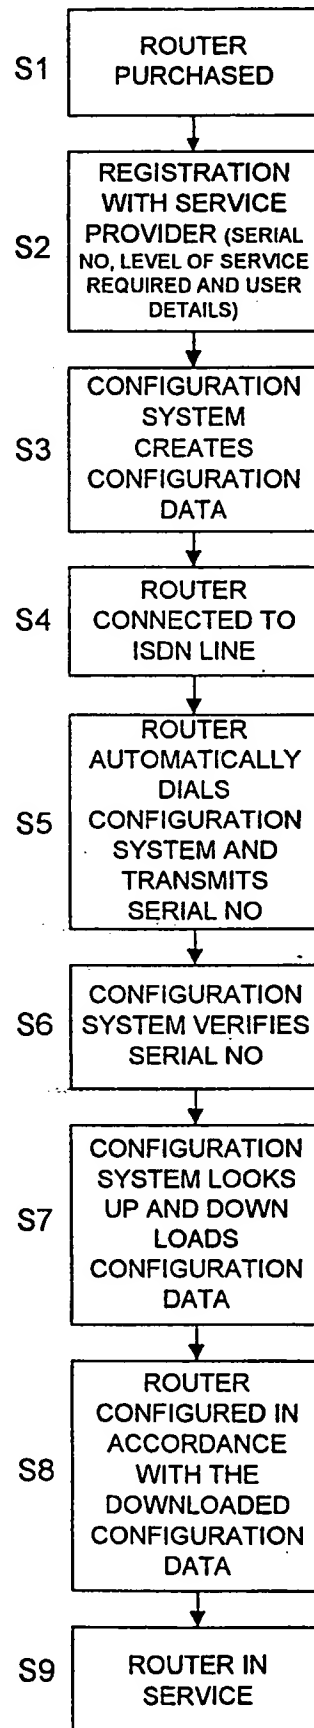 S1
ROUTER
PURCHASED
S2
REGISTRATION
WITH SERVICE
PROVIDER (SERIAL
NO, LEVEL OF SERVICE
REQUIRED AND USER
DETAILS)
S3
CONFIGURATION
SYSTEM
CREATES
CONFIGURATION
DATA
S4
ROUTER
CONNECTED TO
ISDN LINE
S5
ROUTER
AUTOMATICALLY
DIALS
CONFIGURATION
SYSTEM AND
TRANSMITS
SERIAL NO
S6
CONFIGURATION
SYSTEM VERIFIES
SERIAL NO
S7
CONFIGURATION
SYSTEM LOOKS
UP AND DOWN
LOADS
CONFIGURATION
DATA
S8
ROUTER
CONFIGURED IN
ACCORDANCE
WITH THE
DOWNLOADED
CONFIGURATION
DATA
S9
ROUTER IN
SERVICE